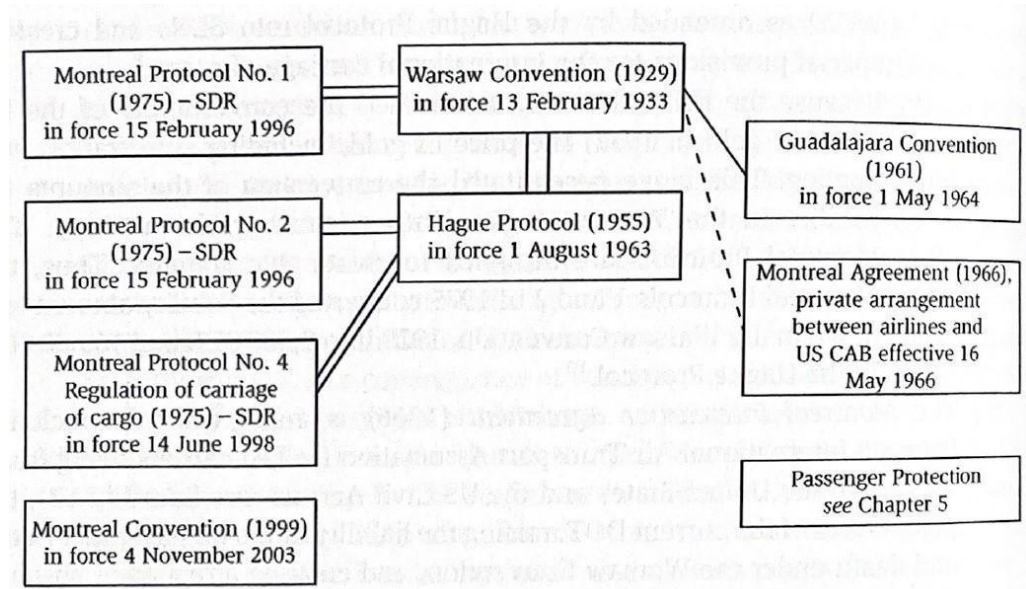 Montreal Protocol No. 1
(1975) – SDR
in force 15 February 1996
Warsaw Convention (1929)
in force 13 February 1933
Guadalajara Convention
(1961)
in force 1 May 1964
Montreal Protocol No. 2
(1975) – SDR
in force 15 February 1996
Hague Protocol (1955)
in force 1 August 1963
Montreal Agreement (1966),
private arrangement
between airlines and
US CAB effective 16
May 1966
Montreal Protocol No. 4
Regulation of carriage
of cargo (1975) – SDR
in force 14 June 1998
Passenger Protection
see Chapter 5
Montreal Convention (1999)
in force 4 November 2003